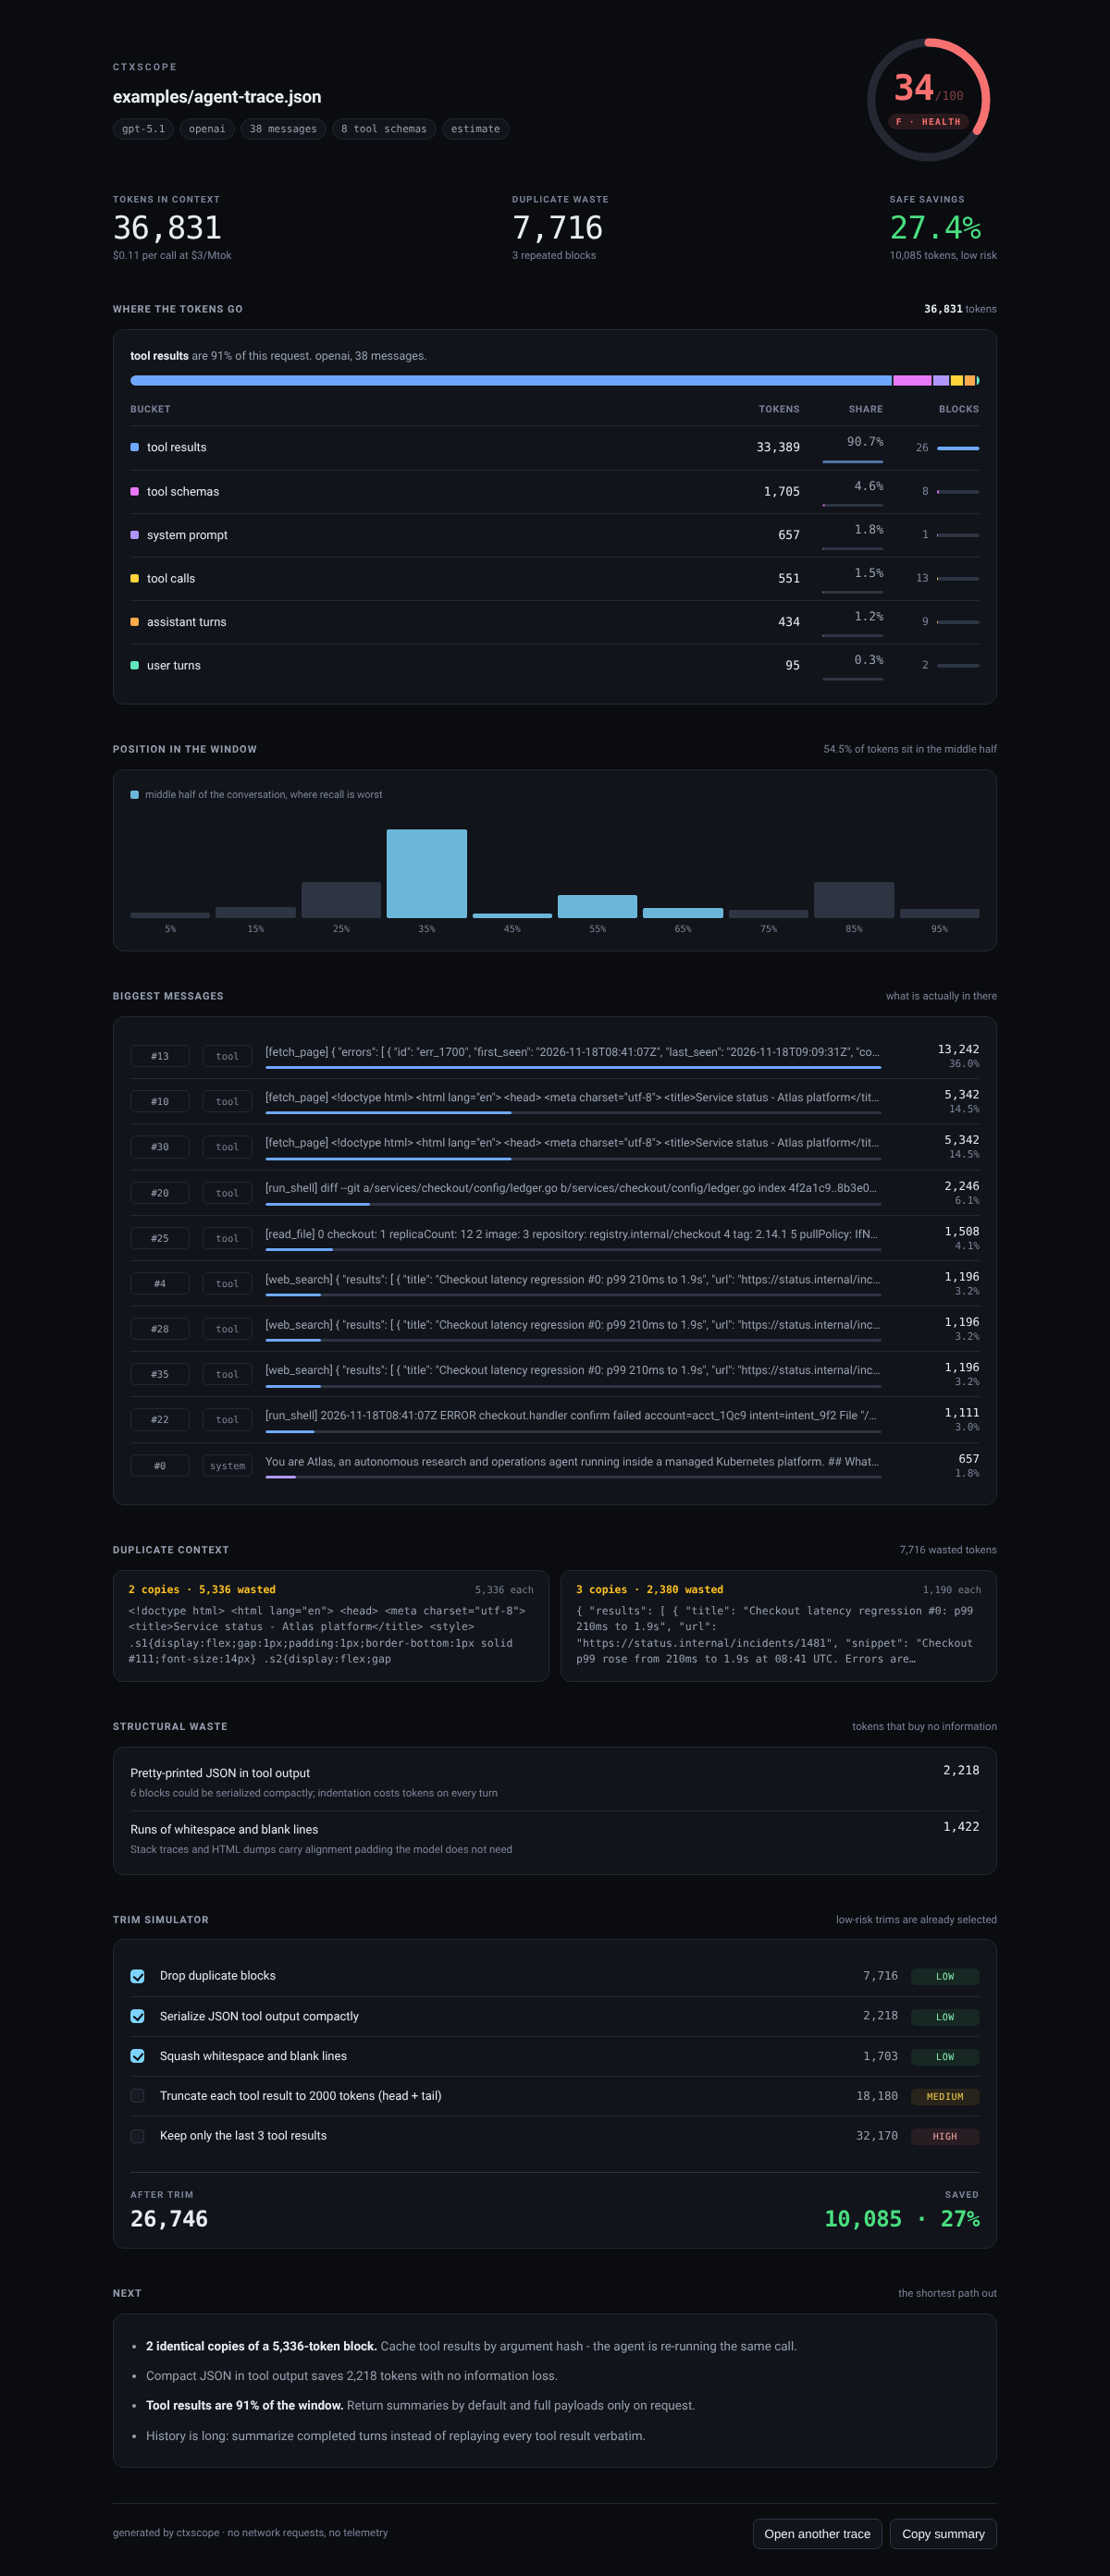 CTXSCOPE
examples/agent-trace.json
gpt-5.1 openai 38 messages 8 tool schemas estimate
34/100
F · HEALTH
TOKENS IN CONTEXT
36,831
$0.11 per call at $3/Mtok
DUPLICATE WASTE
7,716
3 repeated blocks
SAFE SAVINGS
27.4%
10,085 tokens, low risk
WHERE THE TOKENS GO 36,831 tokens
tool results are 91% of this request. openai, 38 messages.
BUCKET TOKENS SHARE BLOCKS
tool results 33,389 90.7% 26
tool schemas 1,705 4.6% 8
system prompt 657 1.8% 1
tool calls 551 1.5% 13
assistant turns 434 1.2% 9
user turns 95 0.3% 2
POSITION IN THE WINDOW 54.5% of tokens sit in the middle half
middle half of the conversation, where recall is worst
5% 15% 25% 35% 45% 55% 65% 75% 85% 95%
BIGGEST MESSAGES what is actually in there
#13 tool [fetch_page] { "errors": [ { "id": "err_1700", "first_seen": "2026-11-18T08:41:07Z", "last_seen": "2026-11-18T09:09:31Z", "co… 13,242
36.0%
#10 tool [fetch_page] <!doctype html> <html lang="en"> <head> <meta charset="utf-8"> <title>Service status - Atlas platform</tit… 5,342
14.5%
#30 tool [fetch_page] <!doctype html> <html lang="en"> <head> <meta charset="utf-8"> <title>Service status - Atlas platform</tit… 5,342
14.5%
#20 tool [run_shell] diff --git a/services/checkout/config/ledger.go b/services/checkout/config/ledger.go index 4f2a1c9..8b3e0… 2,246
6.1%
#25 tool [read_file] 0 checkout: 1 replicaCount: 12 2 image: 3 repository: registry.internal/checkout 4 tag: 2.14.1 5 pullPolicy: IfN… 1,508
4.1%
#4 tool [web_search] { "results": [ { "title": "Checkout latency regression #0: p99 210ms to 1.9s", "url": "https://status.internal/inc… 1,196
3.2%
#28 tool [web_search] { "results": [ { "title": "Checkout latency regression #0: p99 210ms to 1.9s", "url": "https://status.internal/inc… 1,196
3.2%
#35 tool [web_search] { "results": [ { "title": "Checkout latency regression #0: p99 210ms to 1.9s", "url": "https://status.internal/inc… 1,196
3.2%
#22 tool [run_shell] 2026-11-18T08:41:07Z ERROR checkout.handler confirm failed account=acct_1Qc9 intent=intent_9f2 File "/… 1,111
3.0%
#0 system You are Atlas, an autonomous research and operations agent running inside a managed Kubernetes platform. ## What… 657
1.8%
DUPLICATE CONTEXT 7,716 wasted tokens
2 copies · 5,336 wasted 5,336 each
<!doctype html> <html lang="en"> <head> <meta charset="utf-8">
<title>Service status - Atlas platform</title> <style>
.s1{display:flex;gap:1px;padding:1px;border-bottom:1px solid
#111;font-size:14px} .s2{display:flex;gap
3 copies · 2,380 wasted 1,190 each
{ "results": [ { "title": "Checkout latency regression #0: p99
210ms to 1.9s", "url":
"https://status.internal/incidents/1481", "snippet": "Checkout
p99 rose from 210ms to 1.9s at 08:41 UTC. Errors are…
STRUCTURAL WASTE tokens that buy no information
Pretty-printed JSON in tool output 2,218
6 blocks could be serialized compactly; indentation costs tokens on every turn
Runs of whitespace and blank lines 1,422
Stack traces and HTML dumps carry alignment padding the model does not need
TRIM SIMULATOR low-risk trims are already selected
Drop duplicate blocks 7,716 LOW
Serialize JSON tool output compactly 2,218 LOW
Squash whitespace and blank lines 1,703 LOW
Truncate each tool result to 2000 tokens (head + tail) 18,180 MEDIUM
Keep only the last 3 tool results 32,170 HIGH
AFTER TRIM SAVED
26,746 10,085 · 27%
NEXT the shortest path out
• 2 identical copies of a 5,336-token block. Cache tool results by argument hash - the agent is re-running the same call.
• Compact JSON in tool output saves 2,218 tokens with no information loss.
• Tool results are 91% of the window. Return summaries by default and full payloads only on request.
• History is long: summarize completed turns instead of replaying every tool result verbatim.
generated by ctxscope · no network requests, no telemetry Open another trace Copy summary